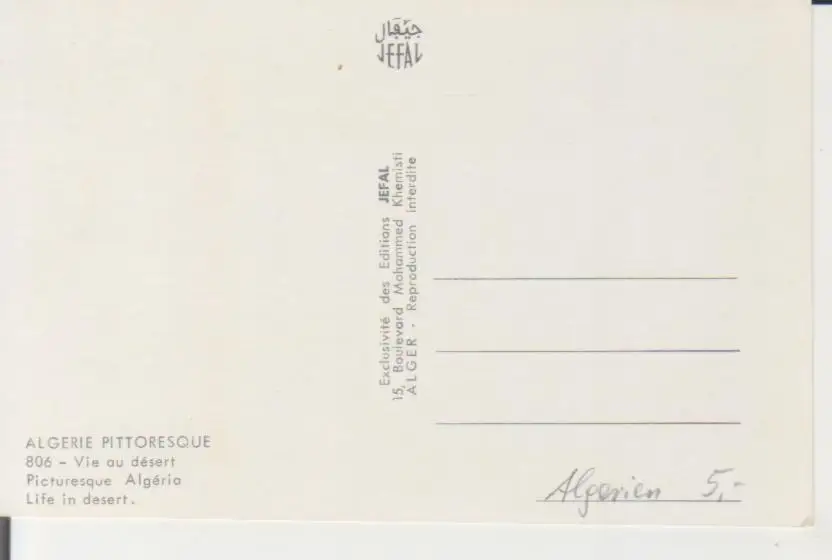 جيفال
JEFAL
Exclusivité des Editions JEFAL
15, Boulevard Mohammed Khemisti
ALGER - Reproduction interdite
ALGERIE PITTORESQUE
806 - Vie au désert
Picturesque Algéria
Life in desert.
Algerien 5,-